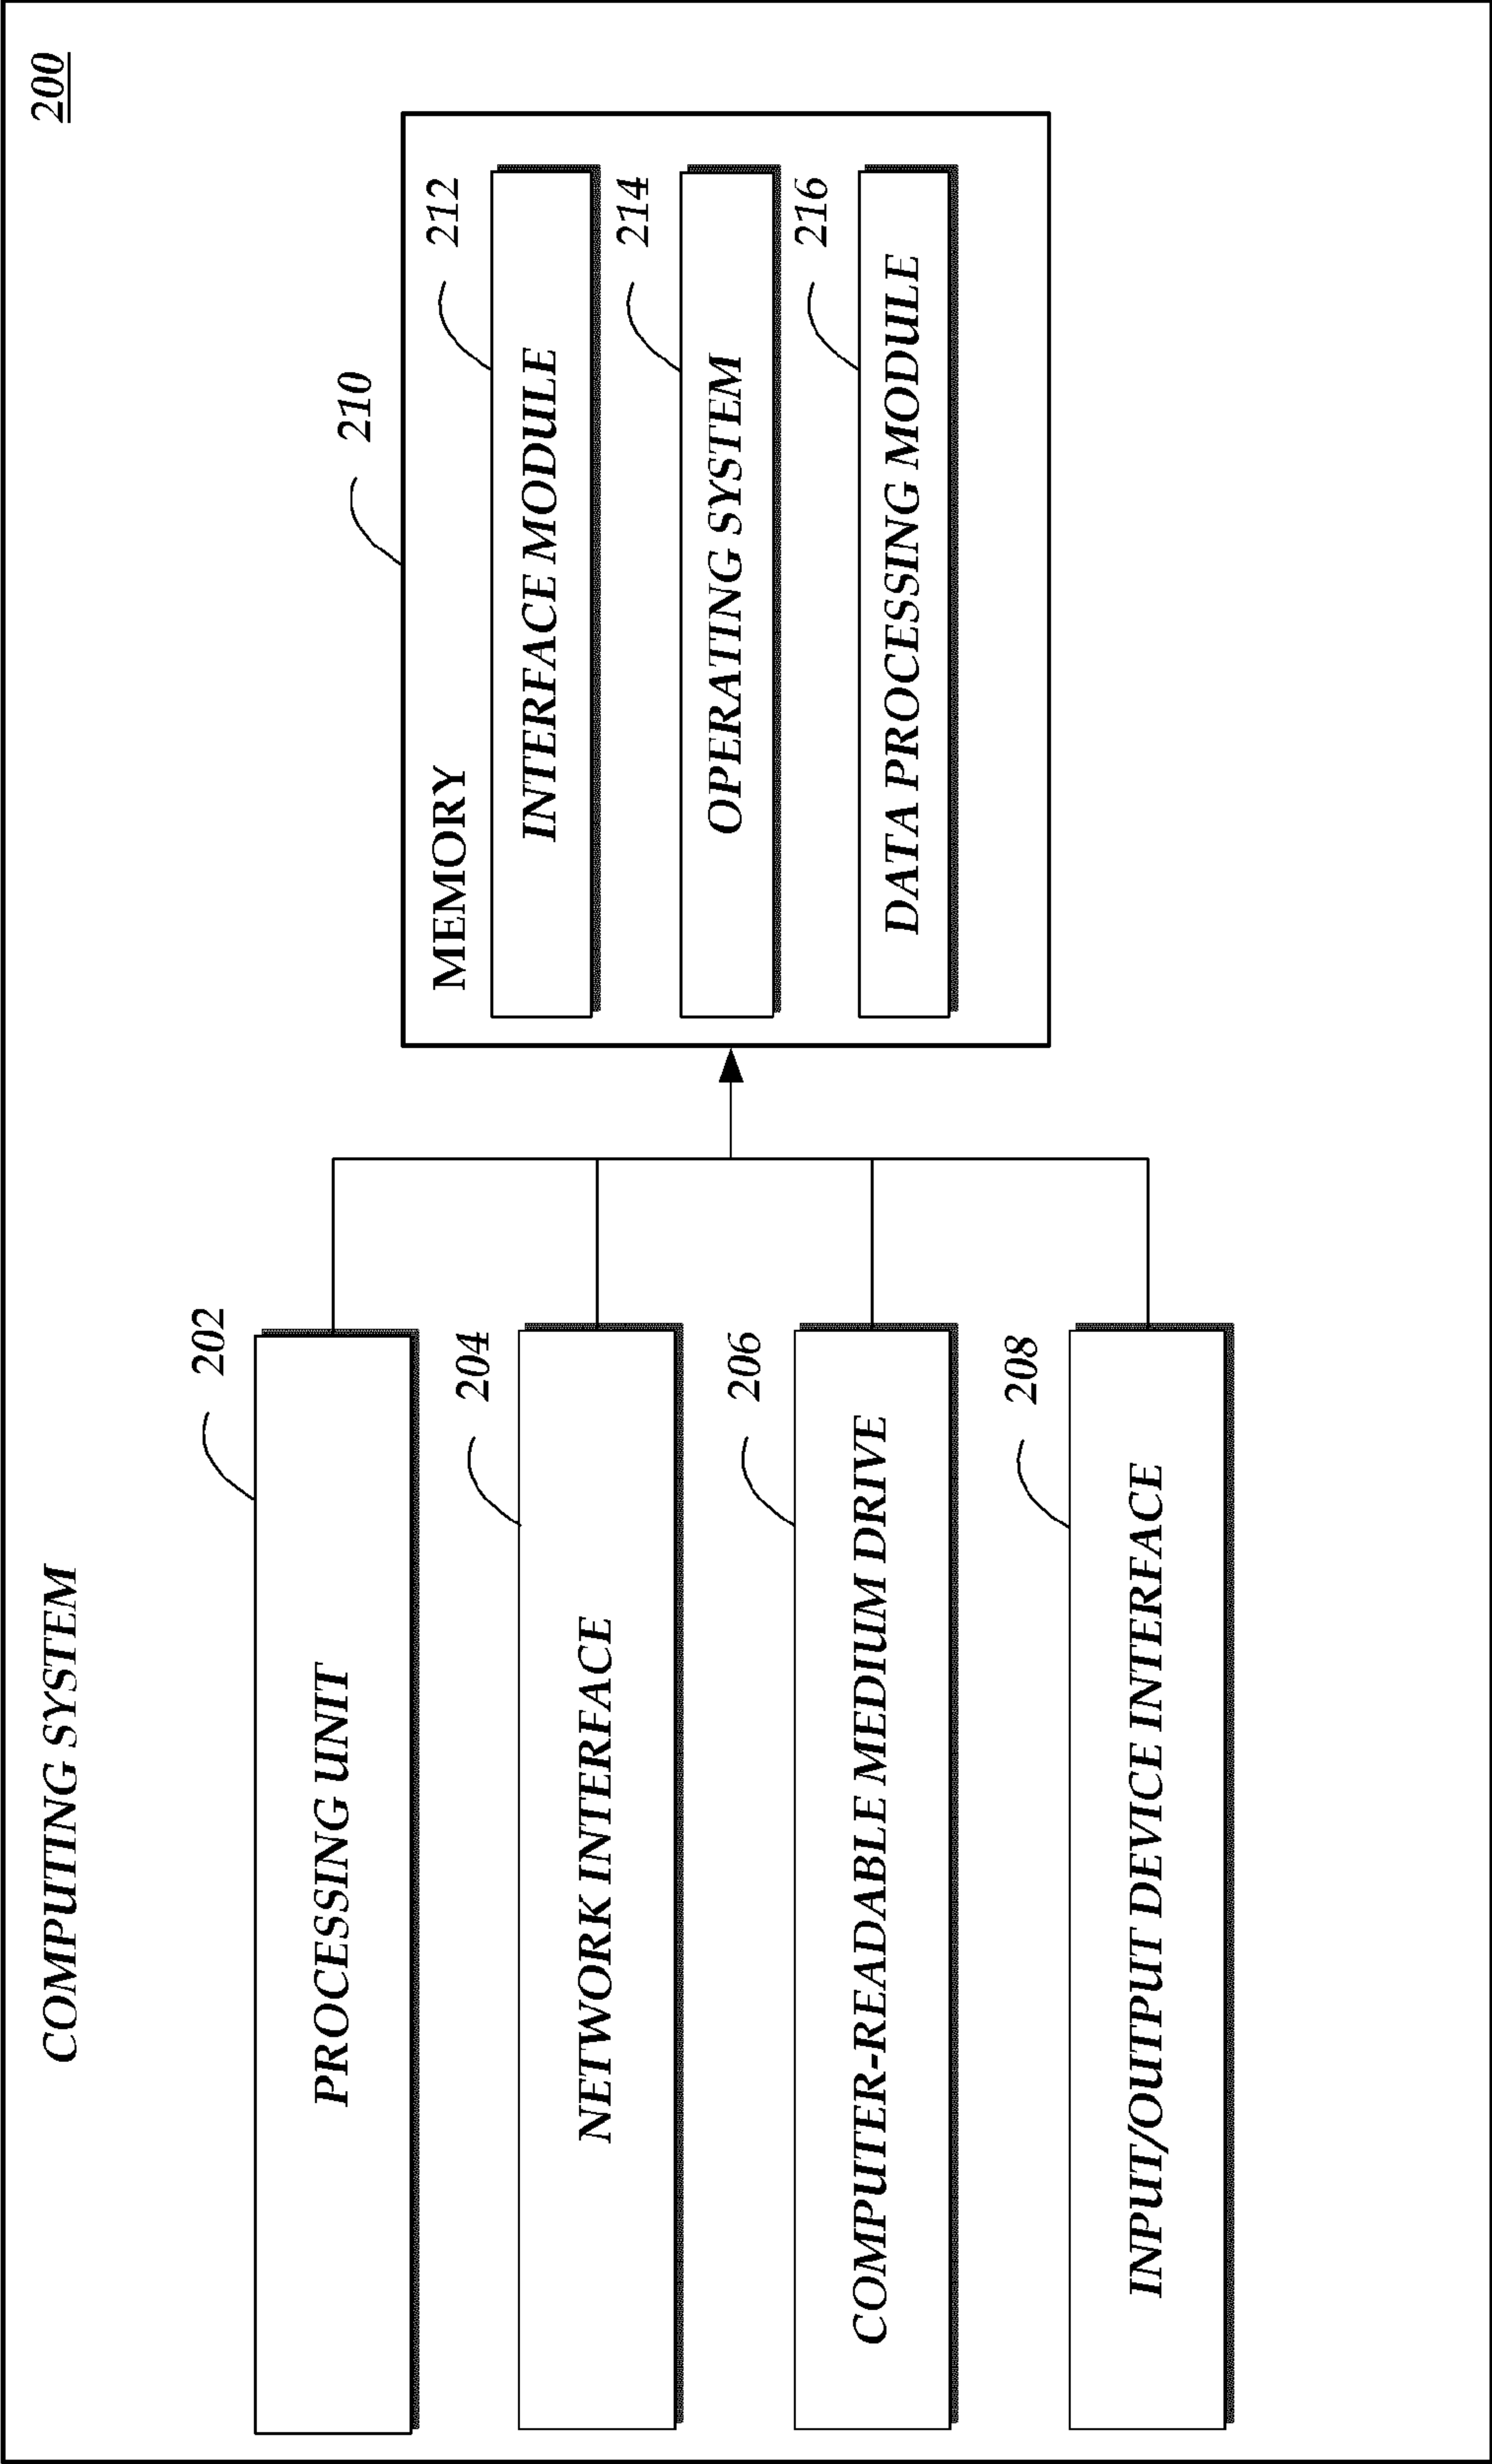 COMPUTING SYSTEM
200
202
PROCESSING UNIT
204
NETWORK INTERFACE
206
COMPUTER-READABLE MEDIUM DRIVE
208
INPUT/OUTPUT DEVICE INTERFACE
210
MEMORY
212
INTERFACE MODULE
214
OPERATING SYSTEM
216
DATA PROCESSING MODULE